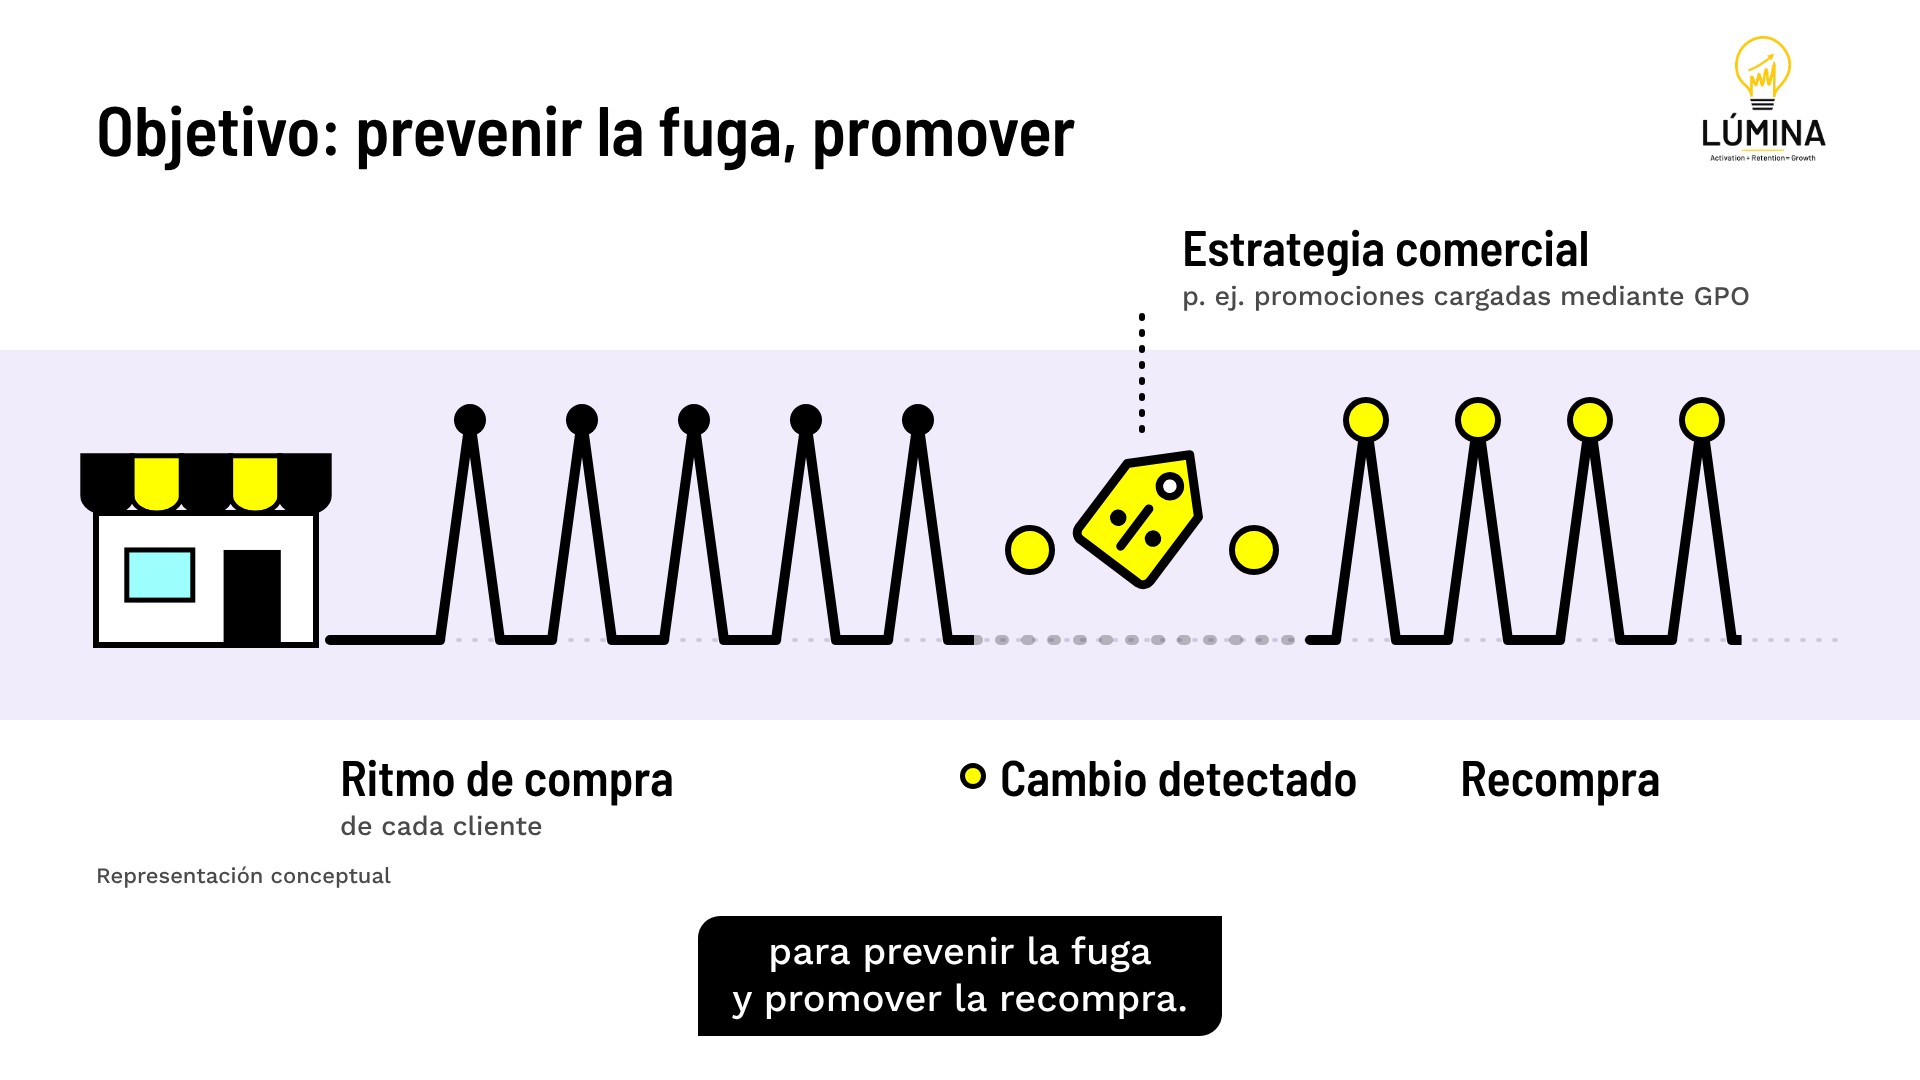 Objetivo: prevenir la fuga, promover
LÚMINA
Activation + Retention = Growth
Estrategia comercial
p. ej. promociones cargadas mediante GPO
Ritmo de compra
de cada cliente
Cambio detectado
Recompra
Representación conceptual
para prevenir la fuga
y promover la recompra.